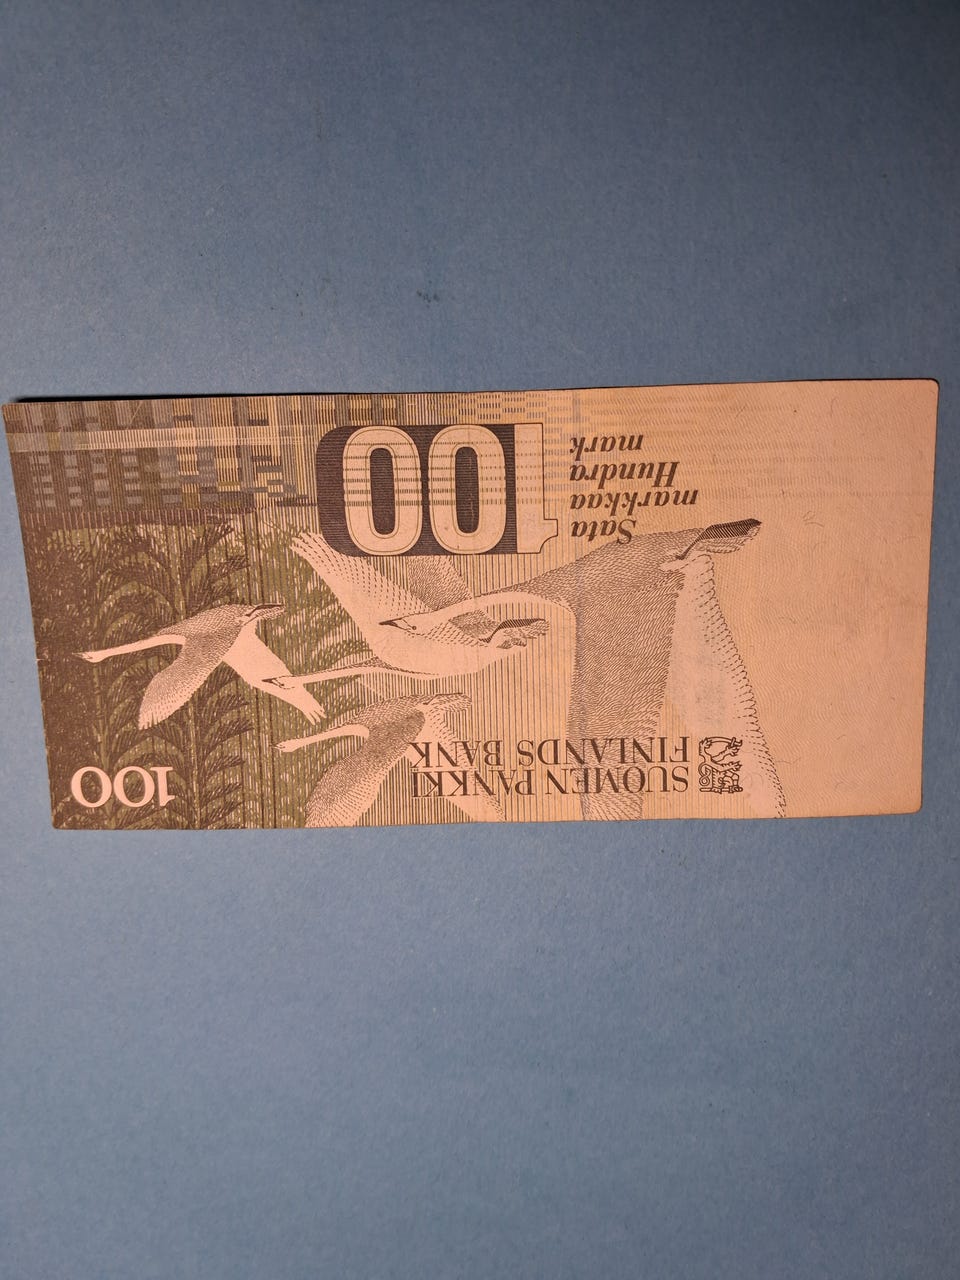 SUOMEN PANKKI
FINLANDS BANK
100
Sata
markkaa
Hundra
mark
100